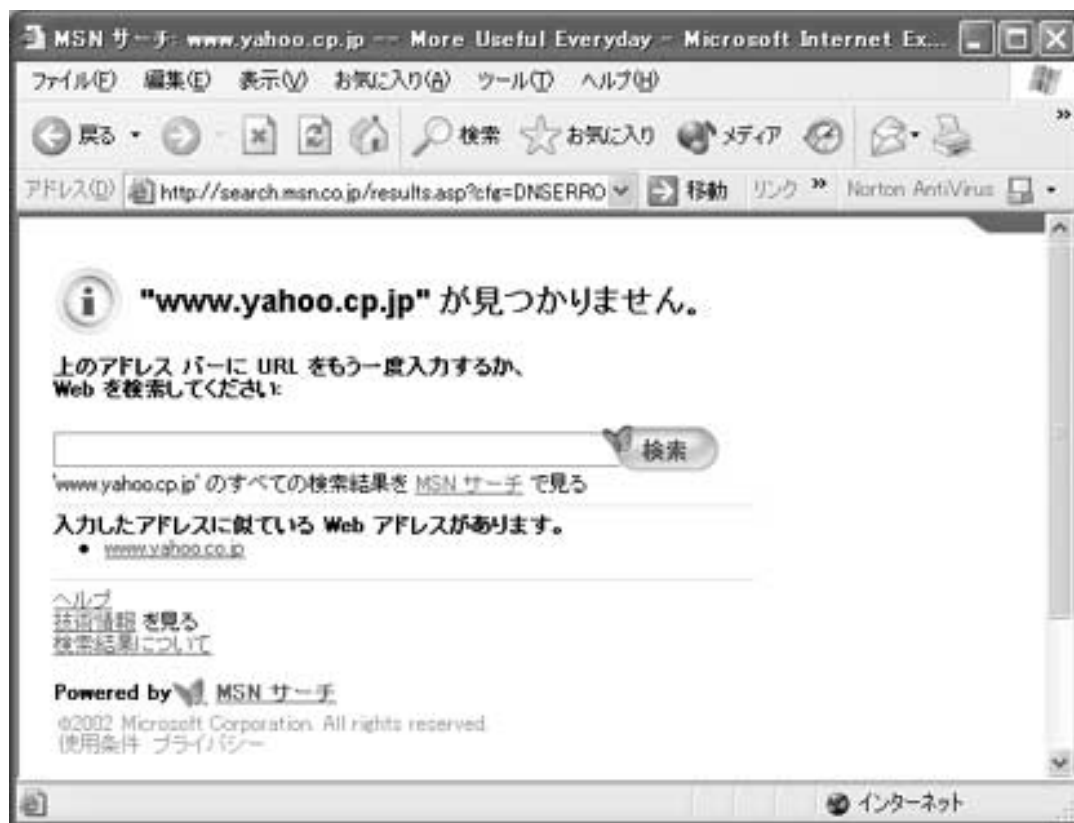 MSN サーチ: www.yahoo.cp.jp -- More Useful Everyday - Microsoft Internet Ex...
ファイル(F) 編集(E) 表示(V) お気に入り(A) ツール(T) ヘルプ(H)
戻る 検索 お気に入り メディア »
アドレス(D) http://search.msn.co.jp/results.asp?cfg=DNSERRO 移動 リンク » Norton AntiVirus
"www.yahoo.cp.jp" が見つかりません。
上のアドレス バーに URL をもう一度入力するか、
Web を検索してください:
検索
'www.yahoo.cp.jp' のすべての検索結果を MSN サーチ で見る
入力したアドレスに似ている Web アドレスがあります。
• www.yahoo.co.jp
ヘルプ
技術情報 を見る
検索結果について
Powered by MSN サーチ
©2002 Microsoft Corporation. All rights reserved.
使用条件 プライバシー
インターネット